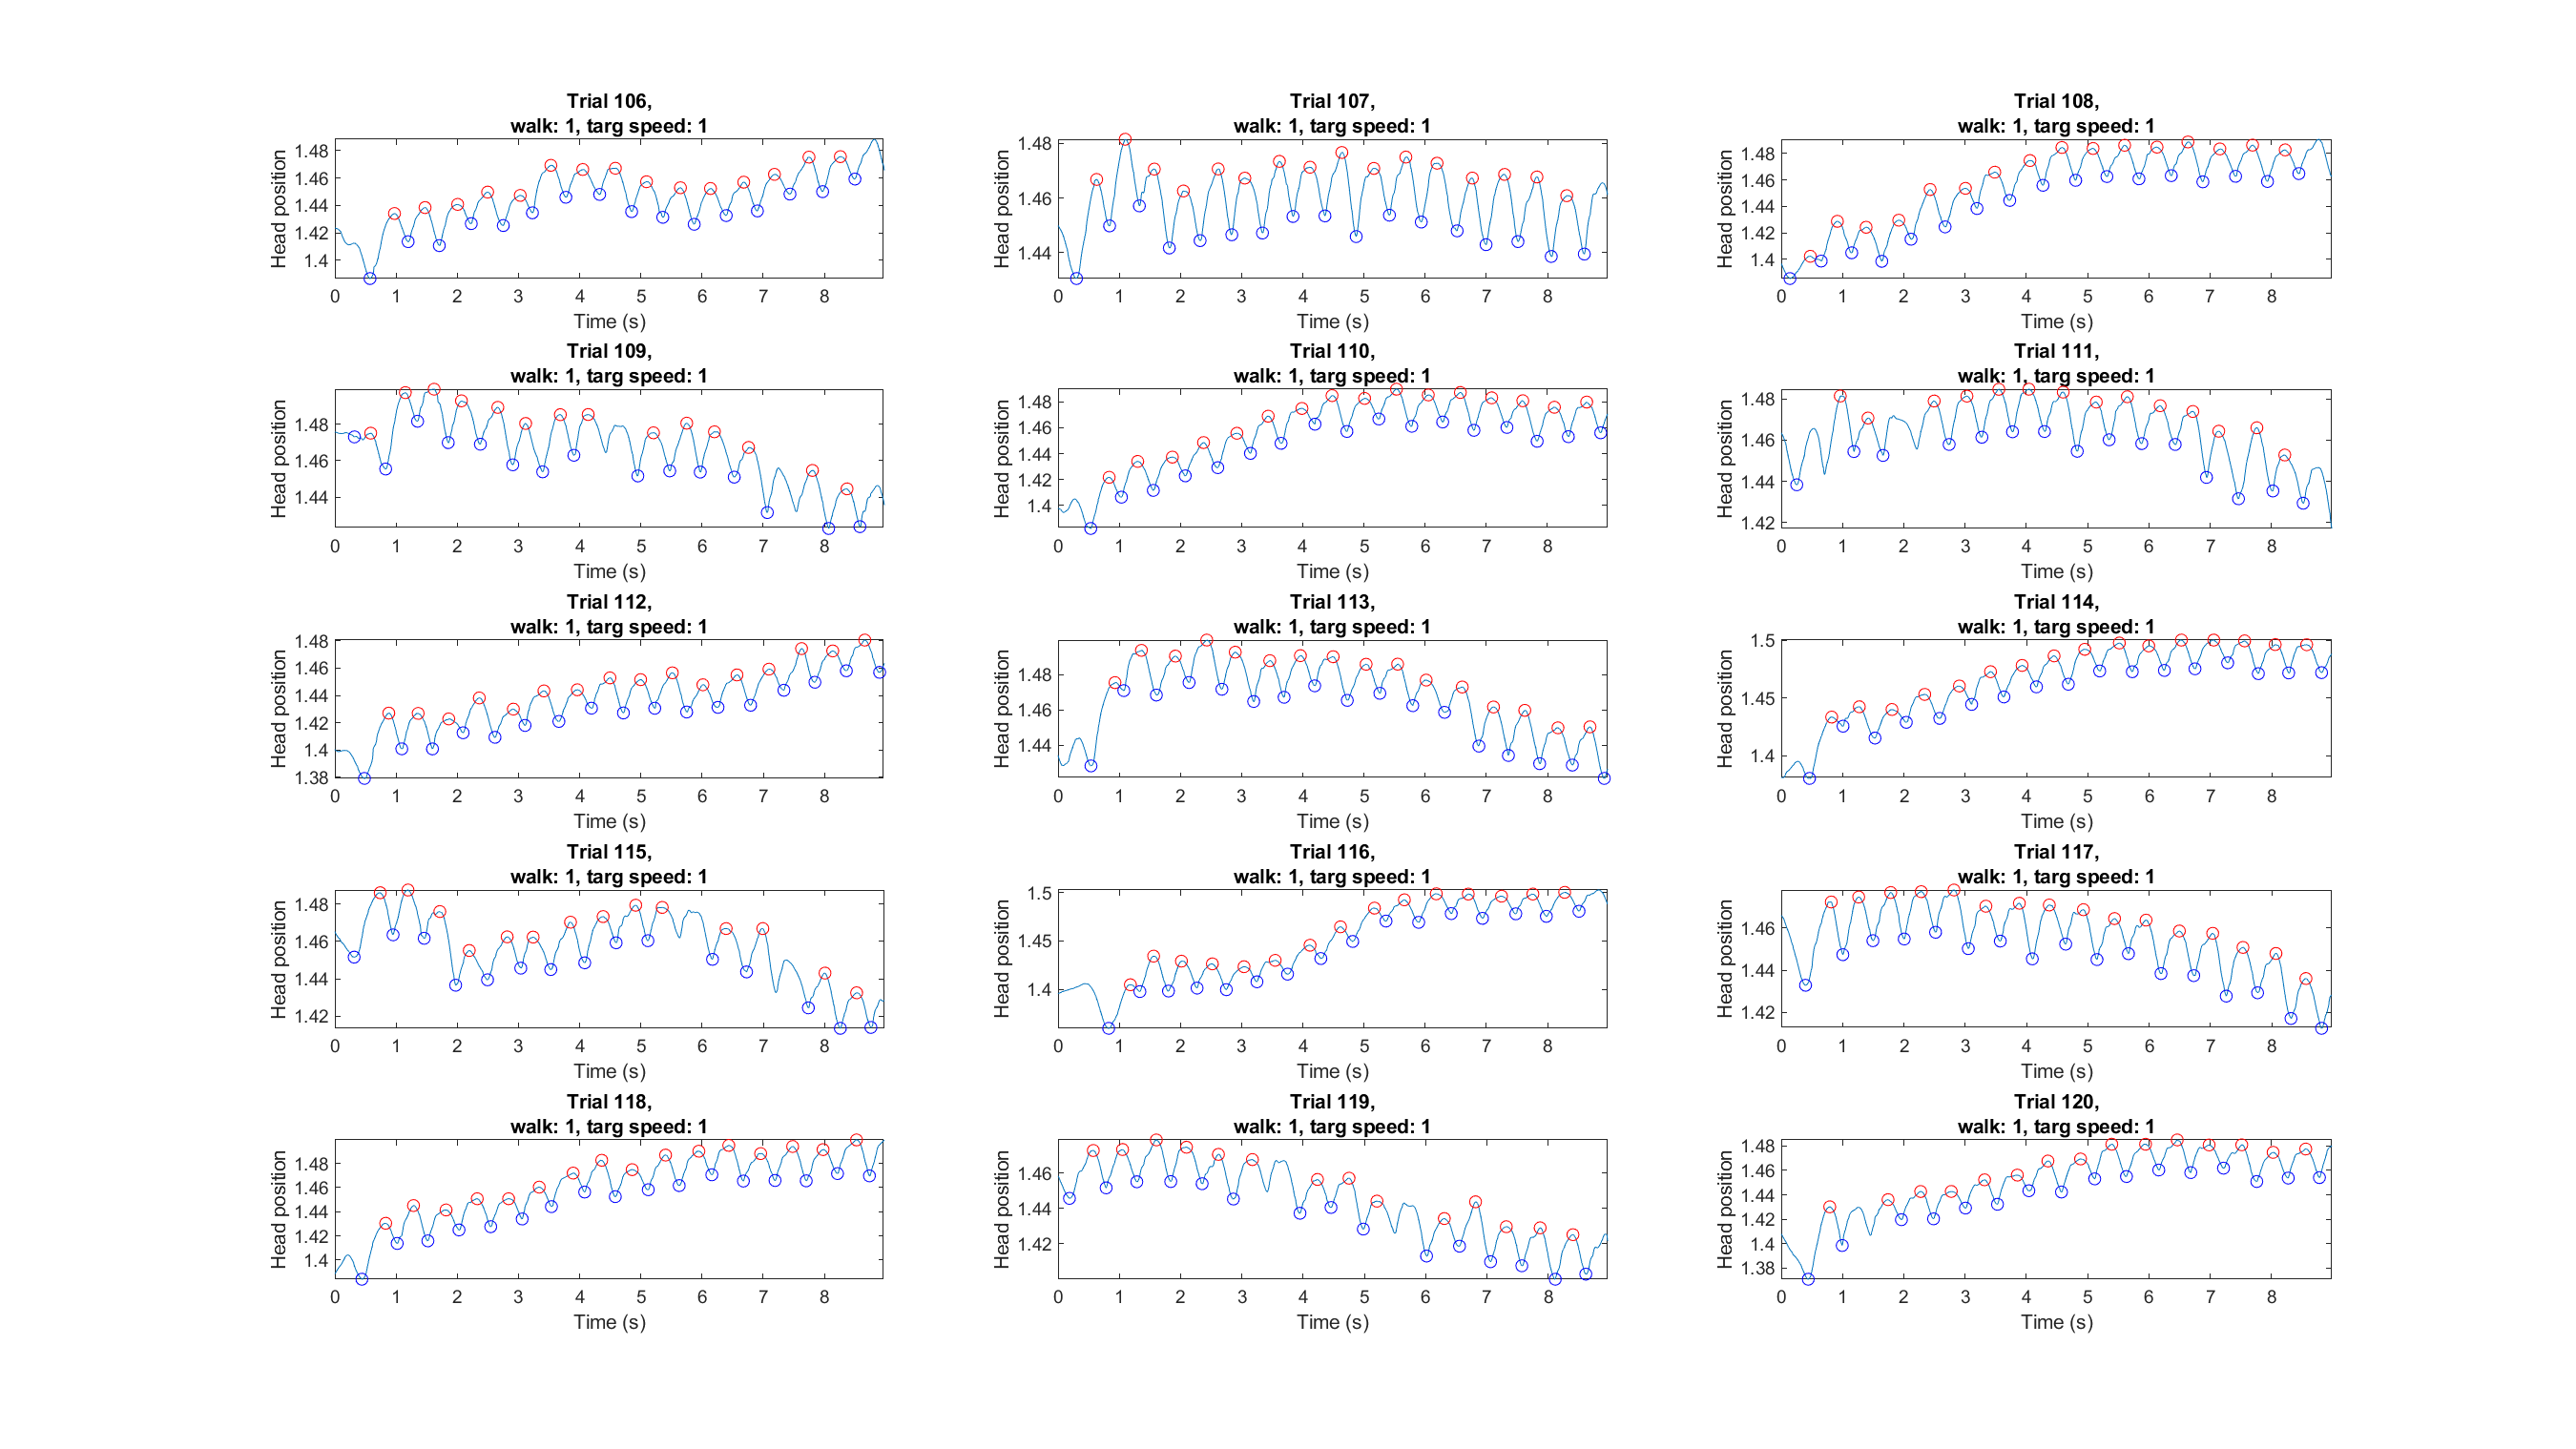 Trial 106,
walk: 1, targ speed: 1
Head position
1.48
1.46
1.44
1.42
1.4
0 1 2 3 4 5 6 7 8
Time (s)
Trial 107,
walk: 1, targ speed: 1
Head position
1.48
1.46
1.44
0 1 2 3 4 5 6 7 8
Time (s)
Trial 108,
walk: 1, targ speed: 1
Head position
1.48
1.46
1.44
1.42
1.4
0 1 2 3 4 5 6 7 8
Time (s)
Trial 109,
walk: 1, targ speed: 1
Head position
1.48
1.46
1.44
0 1 2 3 4 5 6 7 8
Time (s)
Trial 110,
walk: 1, targ speed: 1
Head position
1.48
1.46
1.44
1.42
1.4
0 1 2 3 4 5 6 7 8
Time (s)
Trial 111,
walk: 1, targ speed: 1
Head position
1.48
1.46
1.44
1.42
0 1 2 3 4 5 6 7 8
Time (s)
Trial 112,
walk: 1, targ speed: 1
Head position
1.48
1.46
1.44
1.42
1.4
1.38
0 1 2 3 4 5 6 7 8
Time (s)
Trial 113,
walk: 1, targ speed: 1
Head position
1.48
1.46
1.44
0 1 2 3 4 5 6 7 8
Time (s)
Trial 114,
walk: 1, targ speed: 1
Head position
1.5
1.45
1.4
0 1 2 3 4 5 6 7 8
Time (s)
Trial 115,
walk: 1, targ speed: 1
Head position
1.48
1.46
1.44
1.42
0 1 2 3 4 5 6 7 8
Time (s)
Trial 116,
walk: 1, targ speed: 1
Head position
1.5
1.45
1.4
0 1 2 3 4 5 6 7 8
Time (s)
Trial 117,
walk: 1, targ speed: 1
Head position
1.46
1.44
1.42
0 1 2 3 4 5 6 7 8
Time (s)
Trial 118,
walk: 1, targ speed: 1
Head position
1.48
1.46
1.44
1.42
1.4
0 1 2 3 4 5 6 7 8
Time (s)
Trial 119,
walk: 1, targ speed: 1
Head position
1.46
1.44
1.42
0 1 2 3 4 5 6 7 8
Time (s)
Trial 120,
walk: 1, targ speed: 1
Head position
1.48
1.46
1.44
1.42
1.4
1.38
0 1 2 3 4 5 6 7 8
Time (s)